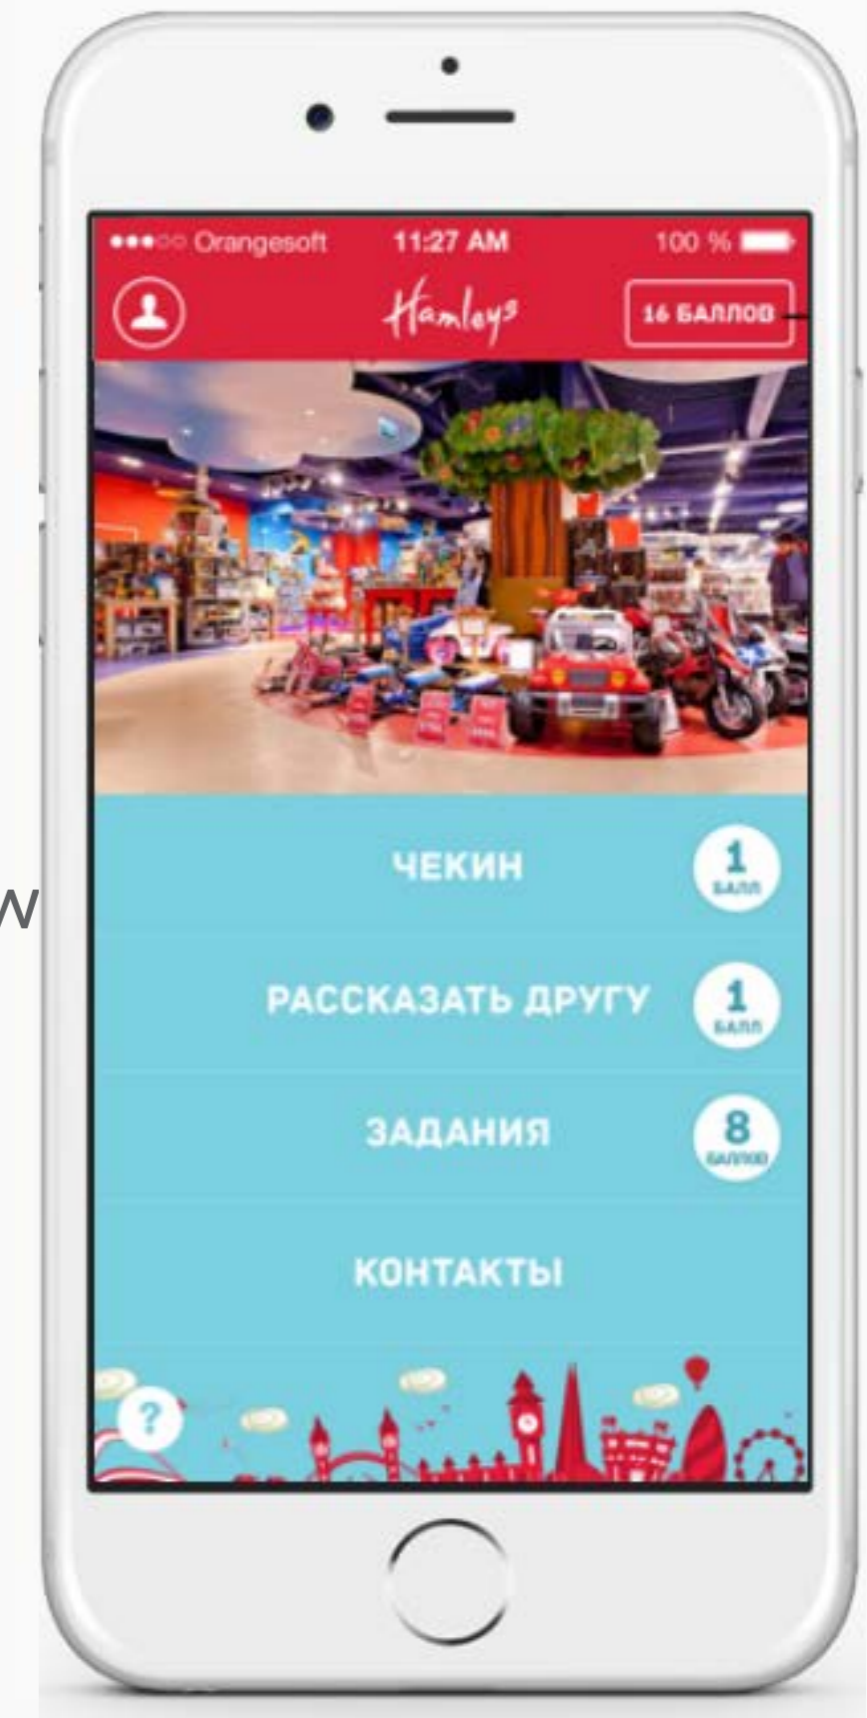 Orangesoft 11:27 AM 100 %
Hamleys
16 БАЛЛОВ
ЧЕКИН
1
БАЛЛ
w
РАССКАЗАТЬ ДРУГУ
1
БАЛЛ
ЗАДАНИЯ
8
БАЛЛОВ
КОНТАКТЫ
?